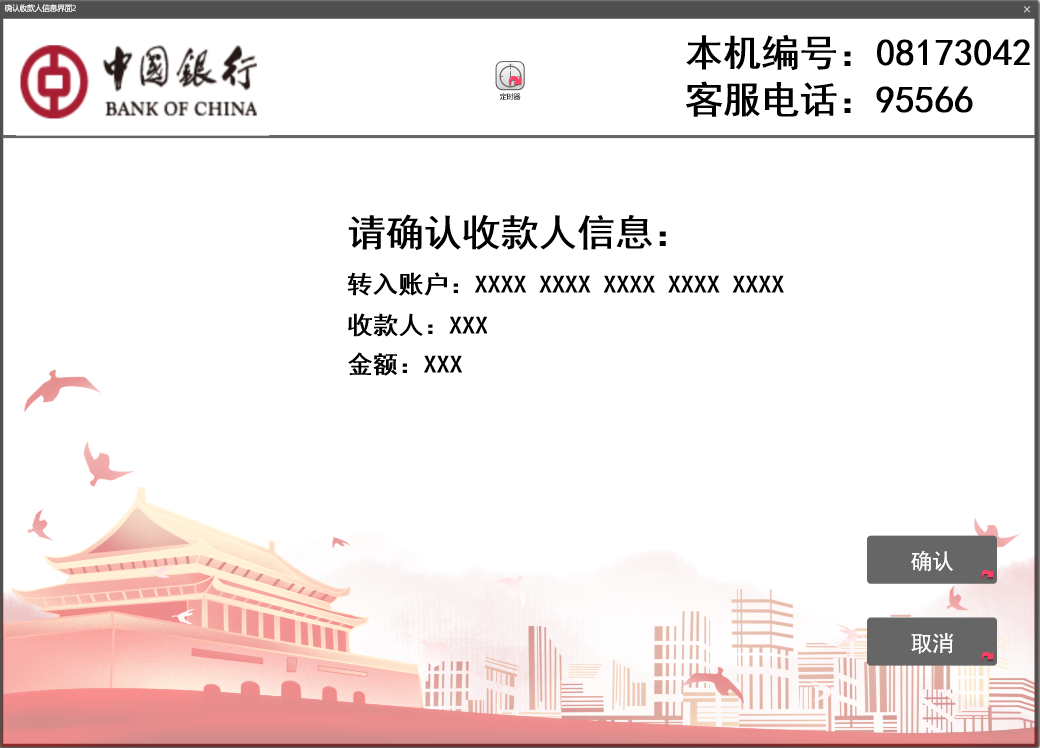 确认收款人信息界面2
中国銀行
BANK OF CHINA
定时器
本机编号：08173042
客服电话：95566
请确认收款人信息：
转入账户：XXXX XXXX XXXX XXXX XXXX
收款人：XXX
金额：XXX
确认
取消